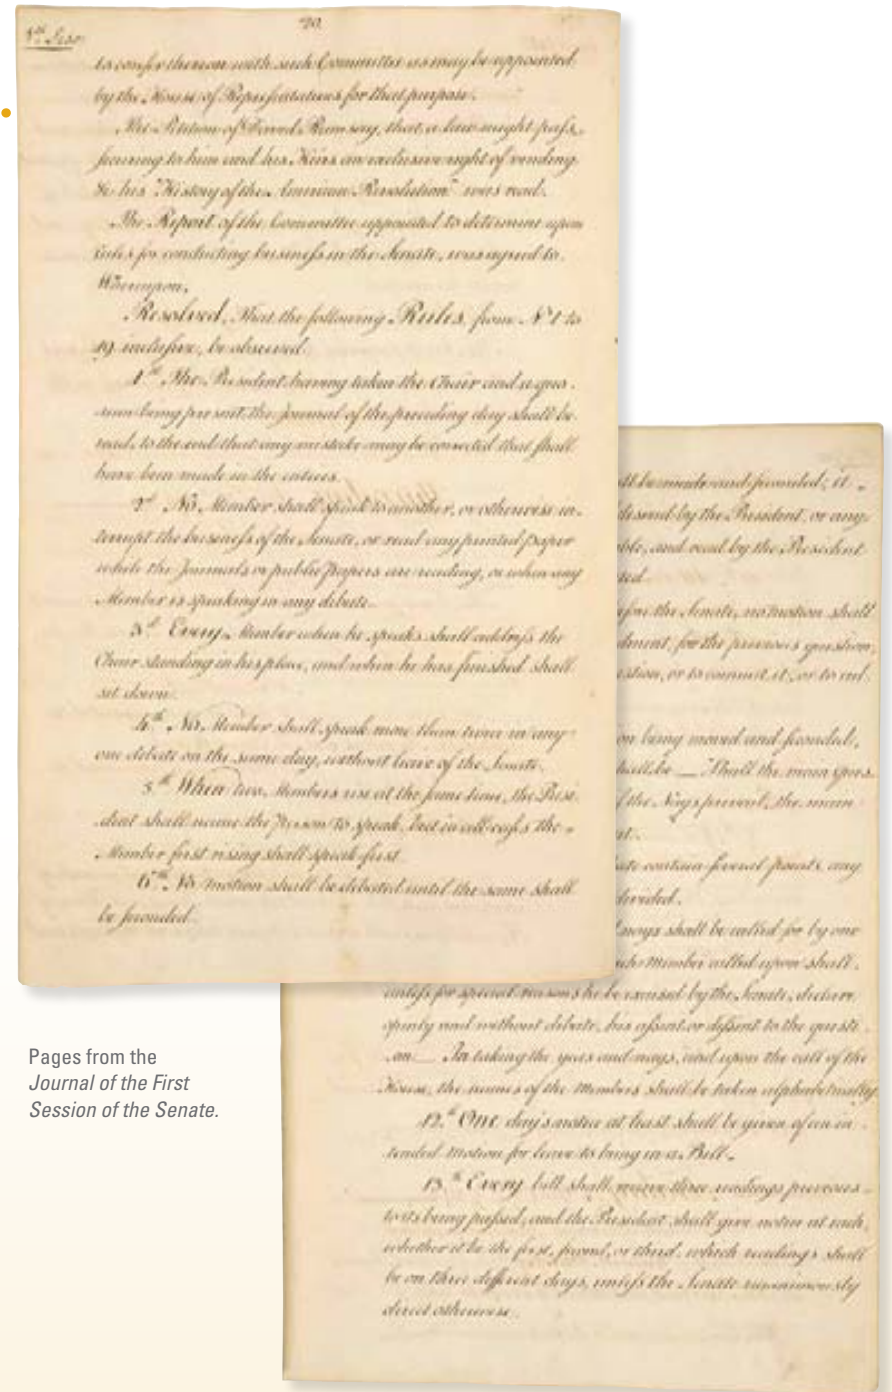 20
to confer thereon with such Committee as may be appointed
by the House of Representatives for that purpose.
The Petition of David Ramsay, that a law might pass,
securing to him and his Heirs an exclusive right of vending
&c his "History of the American Revolution" was read.
The Report of the Committee appointed to determine upon
rules for conducting business in the Senate, was agreed to.
Whereupon,
Resolved, That the following Rules, from No. 1 to
19 inclusive, be observed.
1st The President having taken the Chair and a quo-
rum being present, the Journal of the preceding day shall be
read, to the end that any mistake may be corrected that shall
have been made in the entries.
2d No Member shall speak to another, or otherwise in-
terrupt the business of the Senate, or read any printed paper
while the Journals or public papers are reading, or when any
Member is speaking in any debate.
3d Every Member when he speaks shall address the
Chair standing in his place, and when he has finished shall
sit down.
4th No Member shall speak more than twice in any
one debate on the same day, without leave of the Senate.
5th When two Members rise at the same time, the Presi-
dent shall name the Person to speak, but in all cases the
Member first rising shall speak first.
6th No motion shall be debated until the same shall
be seconded.
ll be made and seconded, it
desired by the President, or any
ble, and read by the President
ted.
efore the Senate, no motion shall
dment, for the previous question,
estion, or to commit it, or to
on being moved and seconded,
shall be — "Shall the main ques-
f the Nays prevail, the main
ate contain several points, any
divided.
nays shall be called for by one
ach Member called upon shall,
unless for special reasons he be excused by the Senate, declare
openly and without debate, his assent or dissent to the questi-
on — In taking the yeas and nays, and upon the call of the
House, the names of the Members shall be taken alphabetically.
12th One day's notice at least shall be given of an in-
tended Motion for leave to bring in a Bill.
13th Every bill shall receive three readings previous
to its being passed, and the President shall give notice at each,
whether it be the first, second, or third, which readings shall
be on three different days, unless the Senate unanimously
direct otherwise.
Pages from the
Journal of the First
Session of the Senate.